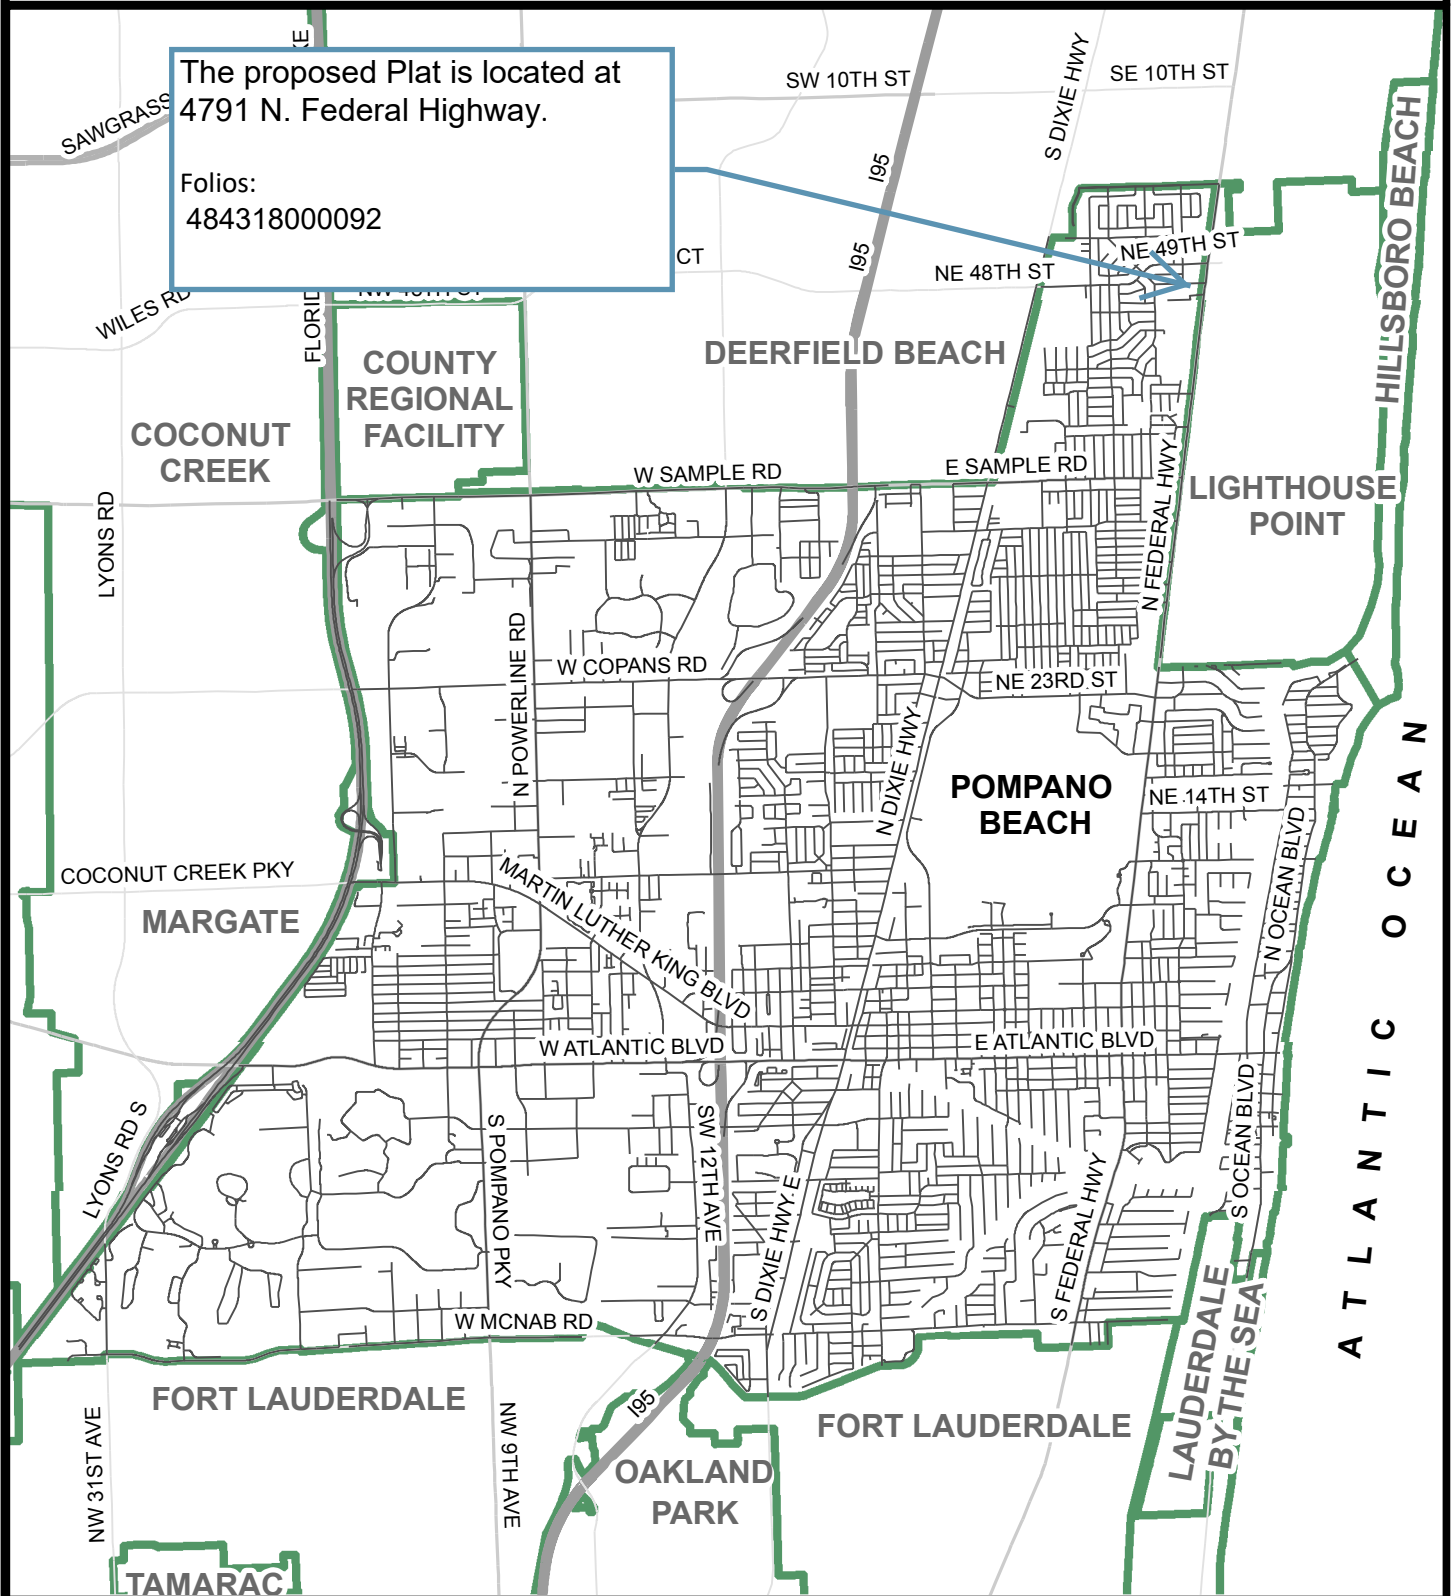 The proposed Plat is located at
4791 N. Federal Highway.
Folios:
484318000092
KE
SAWGRASS
SW 10TH ST
SE 10TH ST
S DIXIE HWY
I95
I95
CT
NE 49TH ST
NE 48TH ST
HILLSBORO BEACH
WILES RD
FLORID
COUNTY
REGIONAL
FACILITY
DEERFIELD BEACH
COCONUT
CREEK
W SAMPLE RD
E SAMPLE RD
LIGHTHOUSE
POINT
LYONS RD
N FEDERAL HWY
N POWERLINE RD
W COPANS RD
NE 23RD ST
N DIXIE HWY
POMPANO
BEACH
NE 14TH ST
N OCEAN BLVD
ATLANTIC OCEAN
COCONUT CREEK PKY
MARTIN LUTHER KING BLVD
MARGATE
W ATLANTIC BLVD
E ATLANTIC BLVD
LYONS RD S
S POMPANO PKY
SW 12TH AVE
S DIXIE HWY E
S FEDERAL HWY
S OCEAN BLVD
W MCNAB RD
LAUDERDALE
BY THE SEA
FORT LAUDERDALE
I95
FORT LAUDERDALE
NW 31ST AVE
NW 9TH AVE
OAKLAND
PARK
TAMARAC